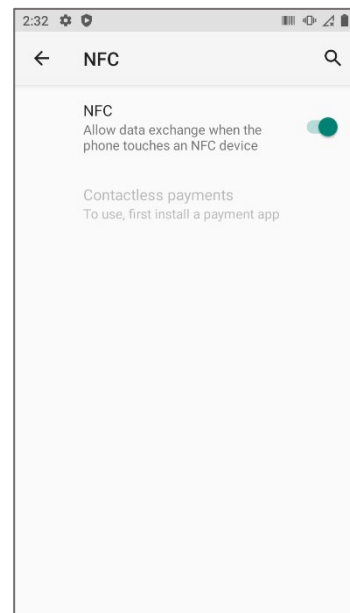 2:32
NFC
NFC
Allow data exchange when the
phone touches an NFC device
Contactless payments
To use, first install a payment app